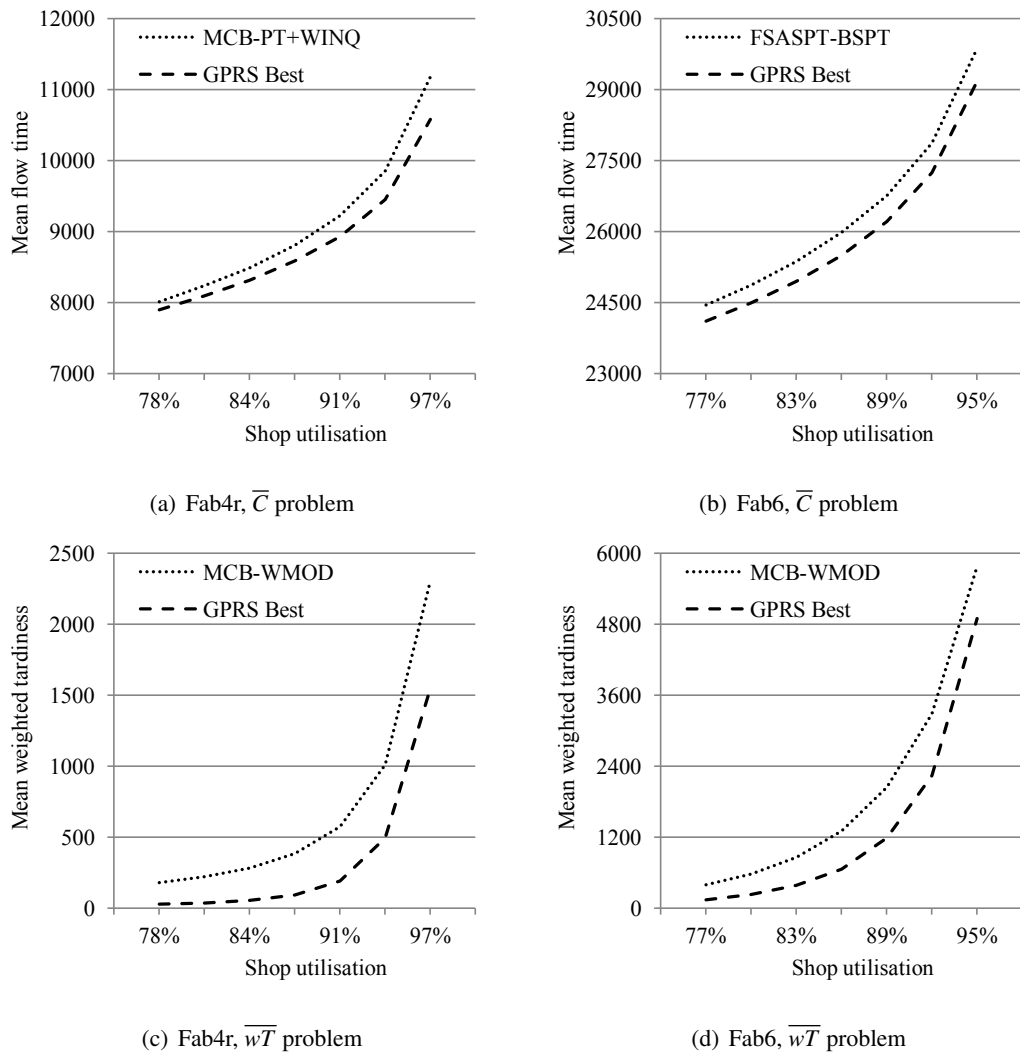 12000
11000
10000
9000
8000
7000
Mean flow time
MCB-PT+WINQ
GPRS Best
78%
84%
91%
97%
Shop utilisation
(a) Fab4r, C̅ problem
30500
29000
27500
26000
24500
23000
Mean flow time
FSASPT-BSPT
GPRS Best
77%
83%
89%
95%
Shop utilisation
(b) Fab6, C̅ problem
2500
2000
1500
1000
500
0
Mean weighted tardiness
MCB-WMOD
GPRS Best
78%
84%
91%
97%
Shop utilisation
(c) Fab4r, w̅T̅ problem
6000
4800
3600
2400
1200
0
Mean weighted tardiness
MCB-WMOD
GPRS Best
77%
83%
89%
95%
Shop utilisation
(d) Fab6, w̅T̅ problem